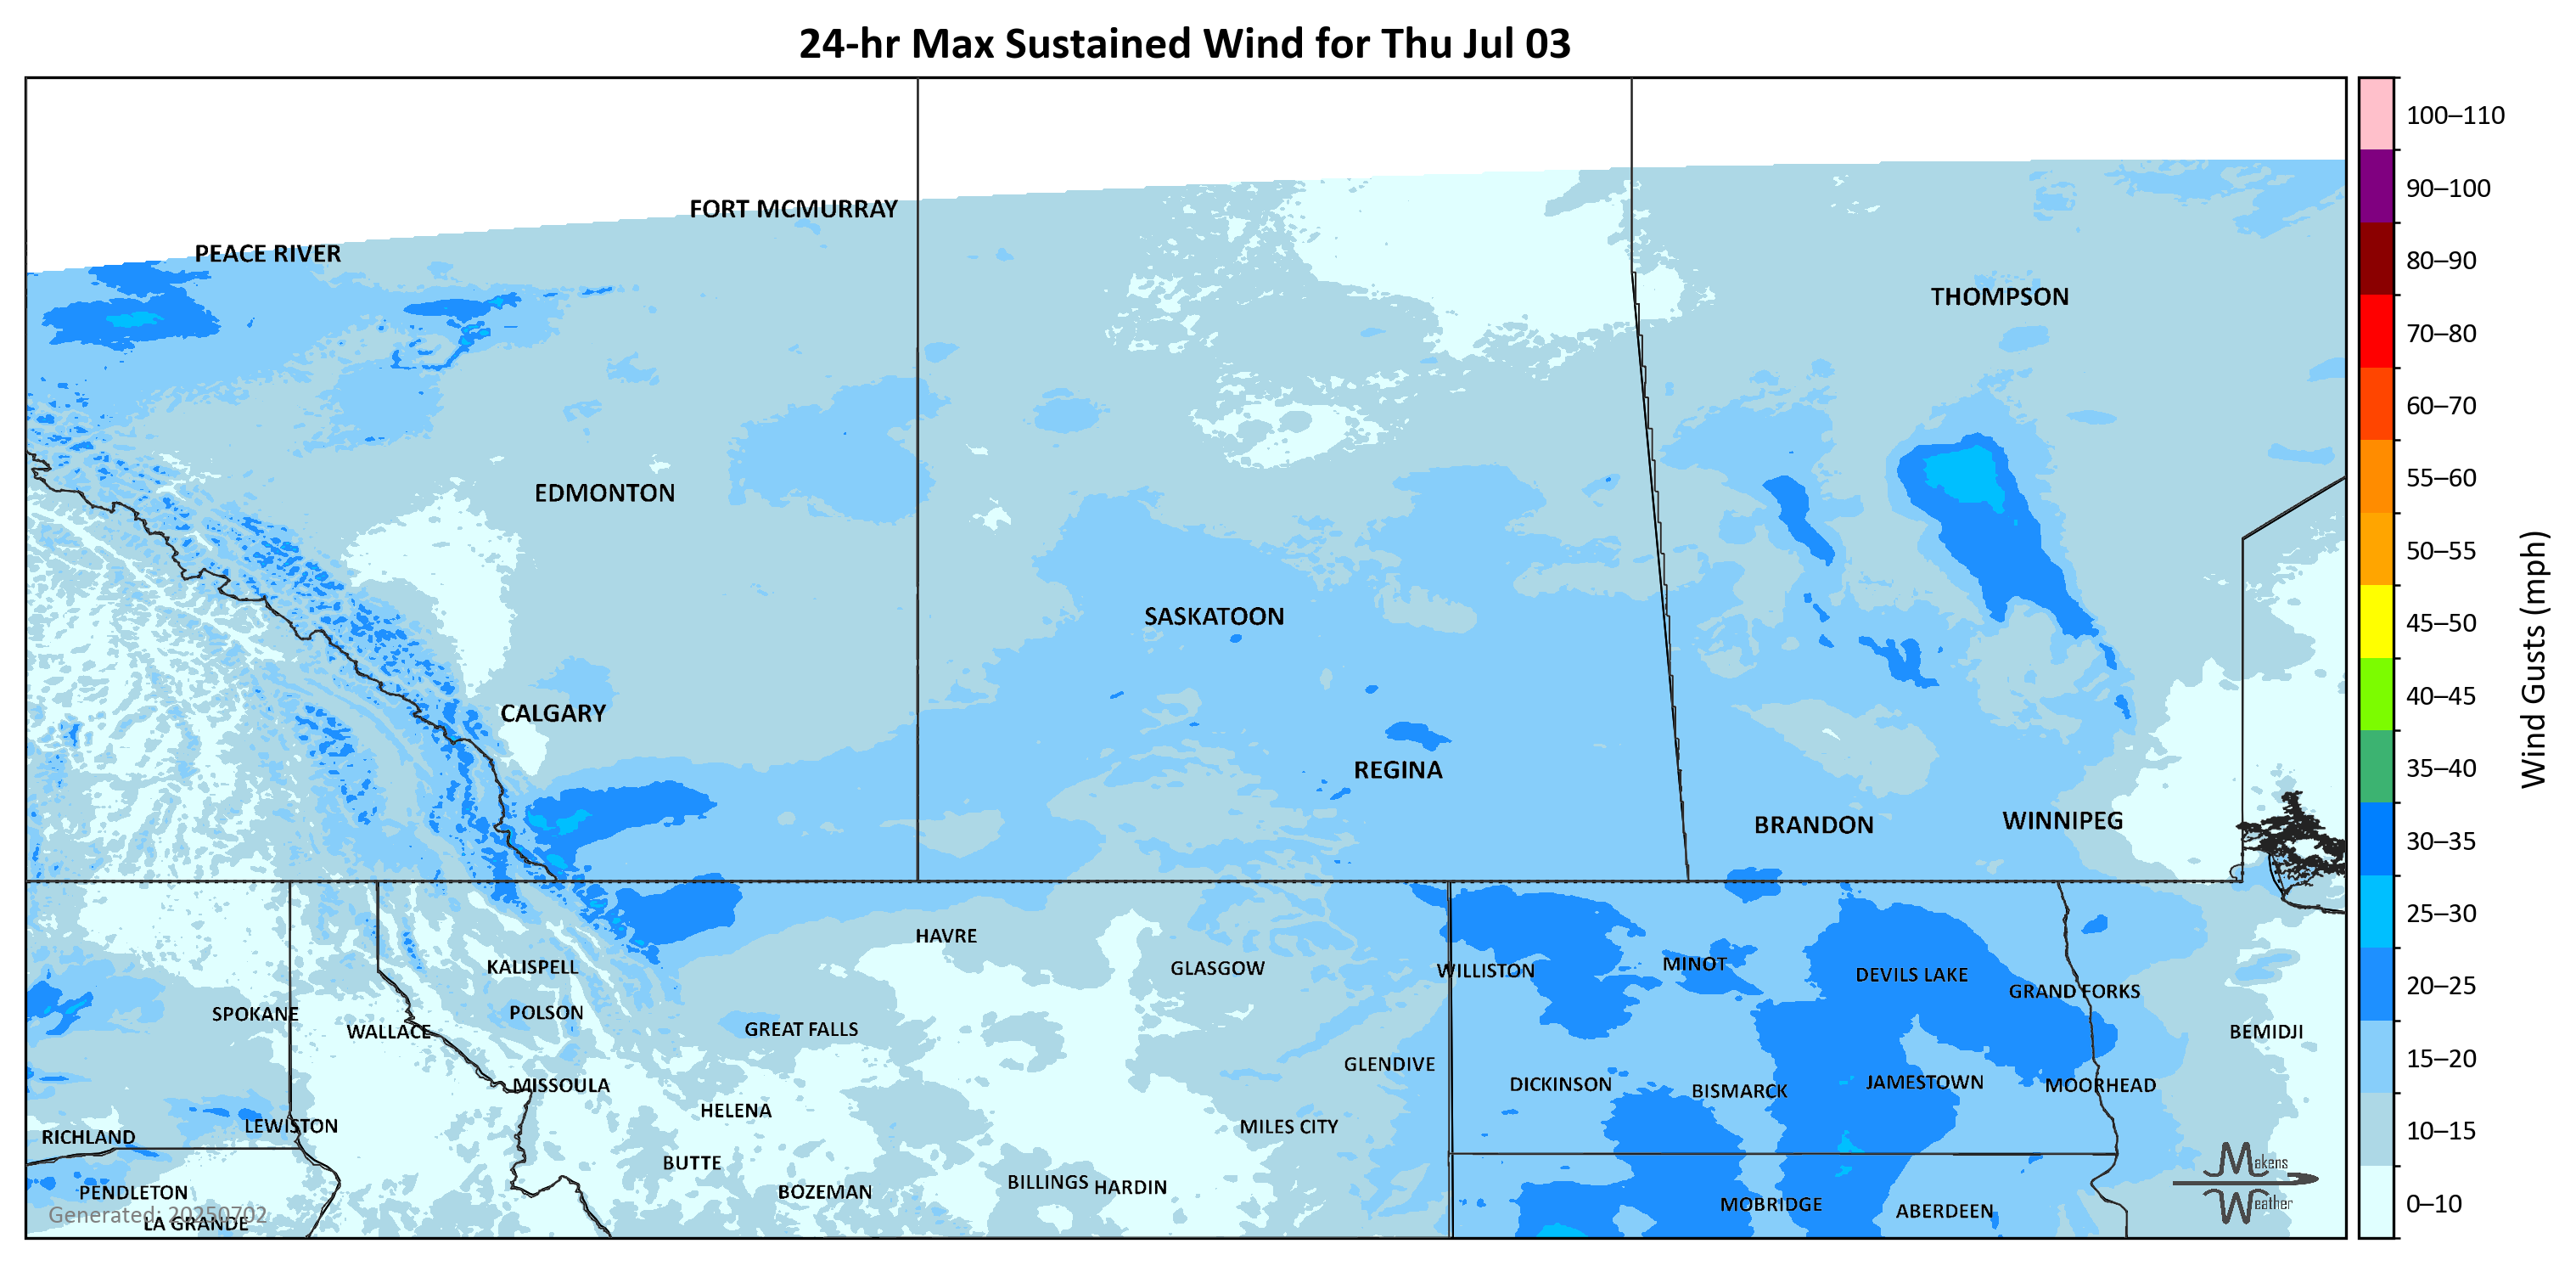 24-hr Max Sustained Wind for Thu Jul 03
FORT MCMURRAY
PEACE RIVER
THOMPSON
EDMONTON
SASKATOON
CALGARY
REGINA
BRANDON
WINNIPEG
HAVRE
KALISPELL
GLASGOW
WILLISTON
MINOT
DEVILS LAKE
GRAND FORKS
SPOKANE
POLSON
WALLACE
GREAT FALLS
BEMIDJI
GLENDIVE
MISSOULA
DICKINSON
BISMARCK
JAMESTOWN
MOORHEAD
HELENA
LEWISTON
MILES CITY
RICHLAND
BUTTE
BILLINGS
HARDIN
PENDLETON
BOZEMAN
MOBRIDGE
ABERDEEN
Generated: 20250702
LA GRANDE
Makens
Weather
100–110
90–100
80–90
70–80
60–70
55–60
50–55
45–50
40–45
35–40
30–35
25–30
20–25
15–20
10–15
0–10
Wind Gusts (mph)